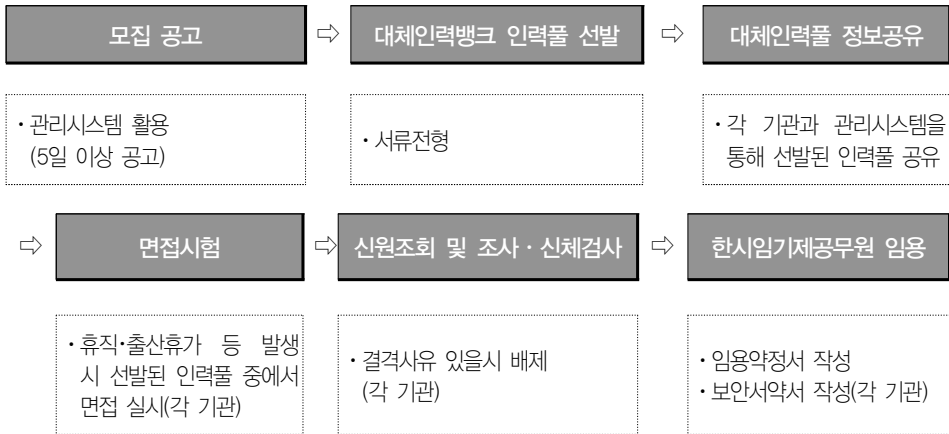 모집 공고 ⇨ 대체인력뱅크 인력풀 선발 ⇨ 대체인력풀 정보공유
· 관리시스템 활용
(5일 이상 공고)
· 서류전형
· 각 기관과 관리시스템을
통해 선발된 인력풀 공유
⇨ 면접시험 ⇨ 신원조회 및 조사 · 신체검사 ⇨ 한시임기제공무원 임용
· 휴직·출산휴가 등 발생
시 선발된 인력풀 중에서
면접 실시(각 기관)
· 결격사유 있을시 배제
(각 기관)
· 임용약정서 작성
· 보안서약서 작성(각 기관)